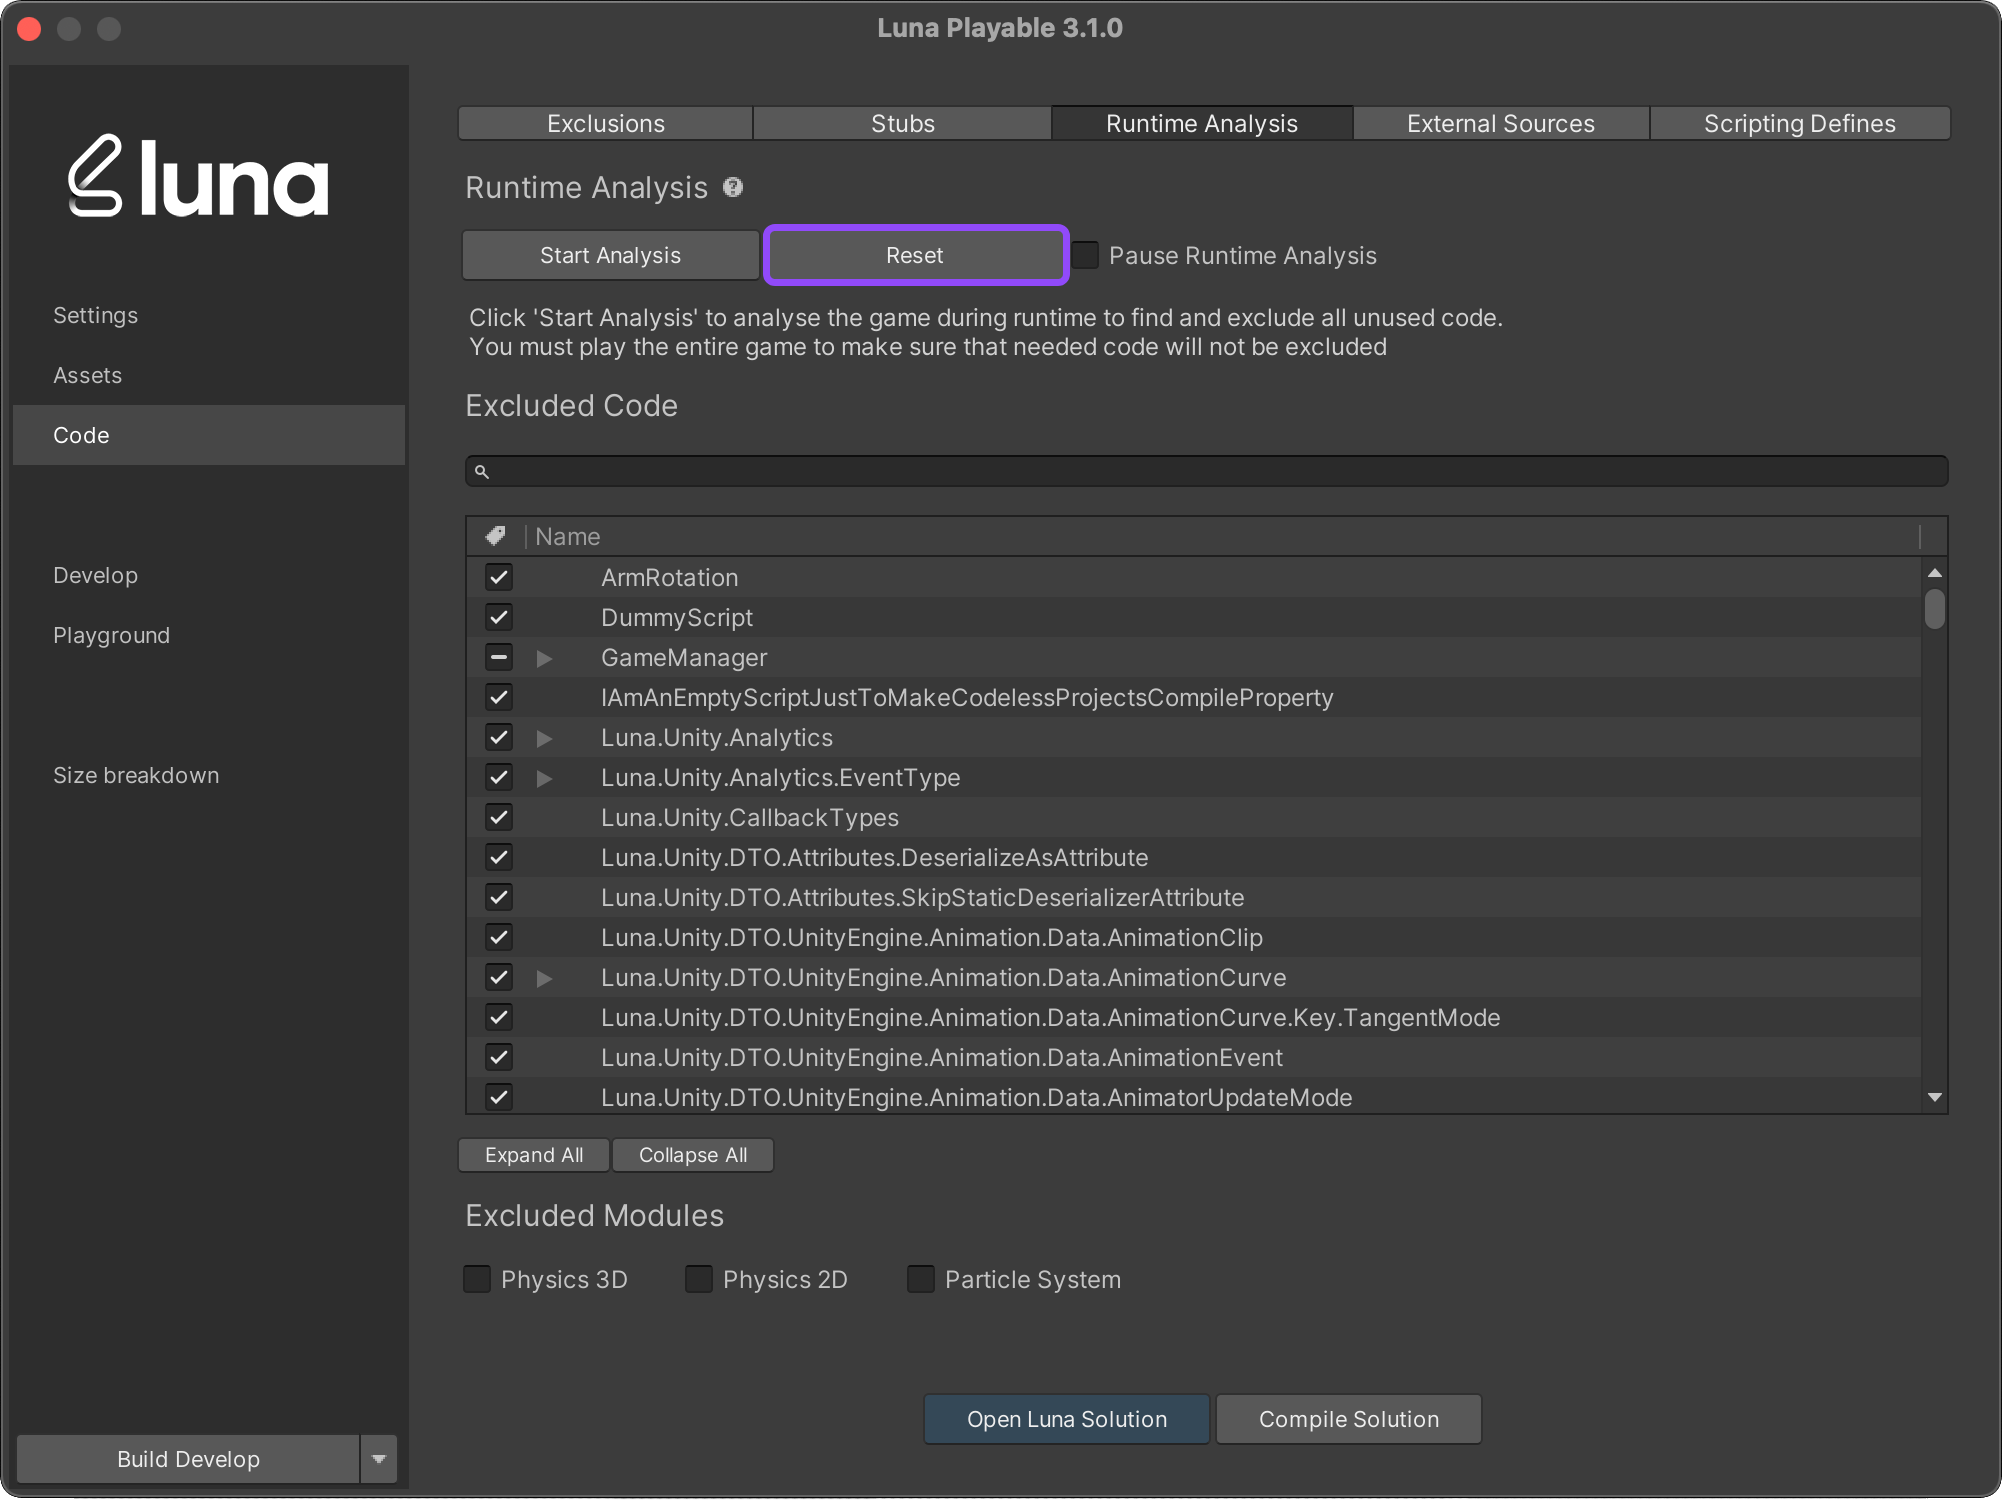 Luna Playable 3.1.0
luna
Settings
Assets
Code
Develop
Playground
Size breakdown
Build Develop
Exclusions
Stubs
Runtime Analysis
External Sources
Scripting Defines
Runtime Analysis
Start Analysis
Reset
Pause Runtime Analysis
Click 'Start Analysis' to analyse the game during runtime to find and exclude all unused code.
You must play the entire game to make sure that needed code will not be excluded
Excluded Code
Name
ArmRotation
DummyScript
GameManager
IAmAnEmptyScriptJustToMakeCodelessProjectsCompileProperty
Luna.Unity.Analytics
Luna.Unity.Analytics.EventType
Luna.Unity.CallbackTypes
Luna.Unity.DTO.Attributes.DeserializeAsAttribute
Luna.Unity.DTO.Attributes.SkipStaticDeserializerAttribute
Luna.Unity.DTO.UnityEngine.Animation.Data.AnimationClip
Luna.Unity.DTO.UnityEngine.Animation.Data.AnimationCurve
Luna.Unity.DTO.UnityEngine.Animation.Data.AnimationCurve.Key.TangentMode
Luna.Unity.DTO.UnityEngine.Animation.Data.AnimationEvent
Luna.Unity.DTO.UnityEngine.Animation.Data.AnimatorUpdateMode
Expand All
Collapse All
Excluded Modules
Physics 3D
Physics 2D
Particle System
Open Luna Solution
Compile Solution